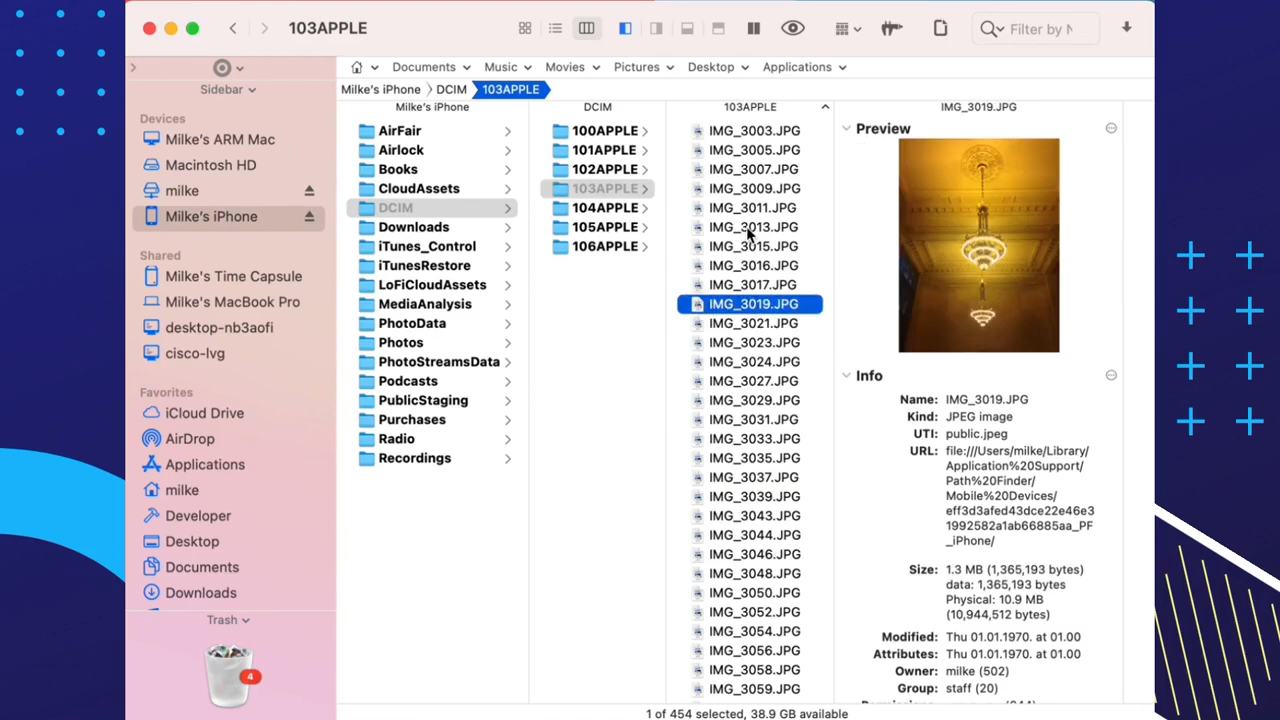 103APPLE
Filter by N
Sidebar
Devices
Milke's ARM Mac
Macintosh HD
milke
Milke's iPhone
Shared
Milke's Time Capsule
Milke's MacBook Pro
desktop-nb3aofi
cisco-lvg
Favorites
iCloud Drive
AirDrop
Applications
milke
Developer
Desktop
Documents
Downloads
Trash
4
Documents Music Movies Pictures Desktop Applications
Milke's iPhone DCIM 103APPLE
Milke's iPhone
AirFair
Airlock
Books
CloudAssets
DCIM
Downloads
iTunes_Control
iTunesRestore
LoFiCloudAssets
MediaAnalysis
PhotoData
Photos
PhotoStreamsData
Podcasts
PublicStaging
Purchases
Radio
Recordings
DCIM
100APPLE
101APPLE
102APPLE
103APPLE
104APPLE
105APPLE
106APPLE
103APPLE
IMG_3003.JPG
IMG_3005.JPG
IMG_3007.JPG
IMG_3009.JPG
IMG_3011.JPG
IMG_3013.JPG
IMG_3015.JPG
IMG_3016.JPG
IMG_3017.JPG
IMG_3019.JPG
IMG_3021.JPG
IMG_3023.JPG
IMG_3024.JPG
IMG_3027.JPG
IMG_3029.JPG
IMG_3031.JPG
IMG_3033.JPG
IMG_3035.JPG
IMG_3037.JPG
IMG_3039.JPG
IMG_3043.JPG
IMG_3044.JPG
IMG_3046.JPG
IMG_3048.JPG
IMG_3050.JPG
IMG_3052.JPG
IMG_3054.JPG
IMG_3056.JPG
IMG_3058.JPG
IMG_3059.JPG
IMG_3019.JPG
Preview
Info
Name: IMG_3019.JPG
Kind: JPEG image
UTI: public.jpeg
URL: file:///Users/milke/Library/
Application%20Support/
Path%20Finder/
Mobile%20Devices/
eff3d3afed43dce22e46e3
1992582a1ab66885aa_PF
_iPhone/
Size: 1.3 MB (1,365,193 bytes)
data: 1,365,193 bytes
Physical: 10.9 MB
(10,944,512 bytes)
Modified: Thu 01.01.1970. at 01.00
Attributes: Thu 01.01.1970. at 01.00
Owner: milke (502)
Group: staff (20)
1 of 454 selected, 38.9 GB available